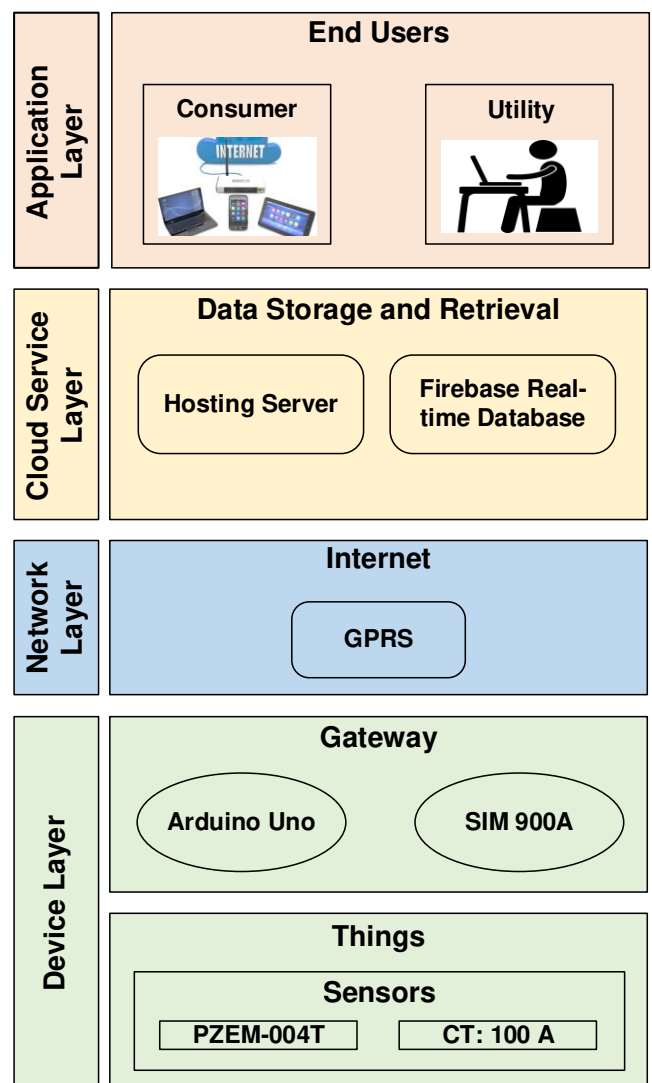 Application
Layer
End Users
Consumer
INTERNET
Utility
Cloud Service
Layer
Data Storage and Retrieval
Hosting Server
Firebase Real-
time Database
Network
Layer
Internet
GPRS
Device Layer
Gateway
Arduino Uno
SIM 900A
Things
Sensors
PZEM-004T
CT: 100 A